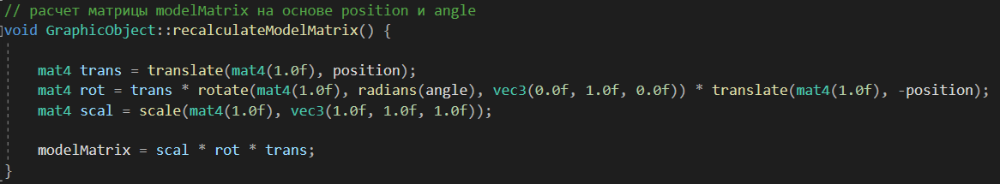 // расчет матрицы modelMatrix на основе position и angle
void GraphicObject::recalculateModelMatrix() {
mat4 trans = translate(mat4(1.0f), position);
mat4 rot = trans * rotate(mat4(1.0f), radians(angle), vec3(0.0f, 1.0f, 0.0f)) * translate(mat4(1.0f), -position);
mat4 scal = scale(mat4(1.0f), vec3(1.0f, 1.0f, 1.0f));
modelMatrix = scal * rot * trans;
}